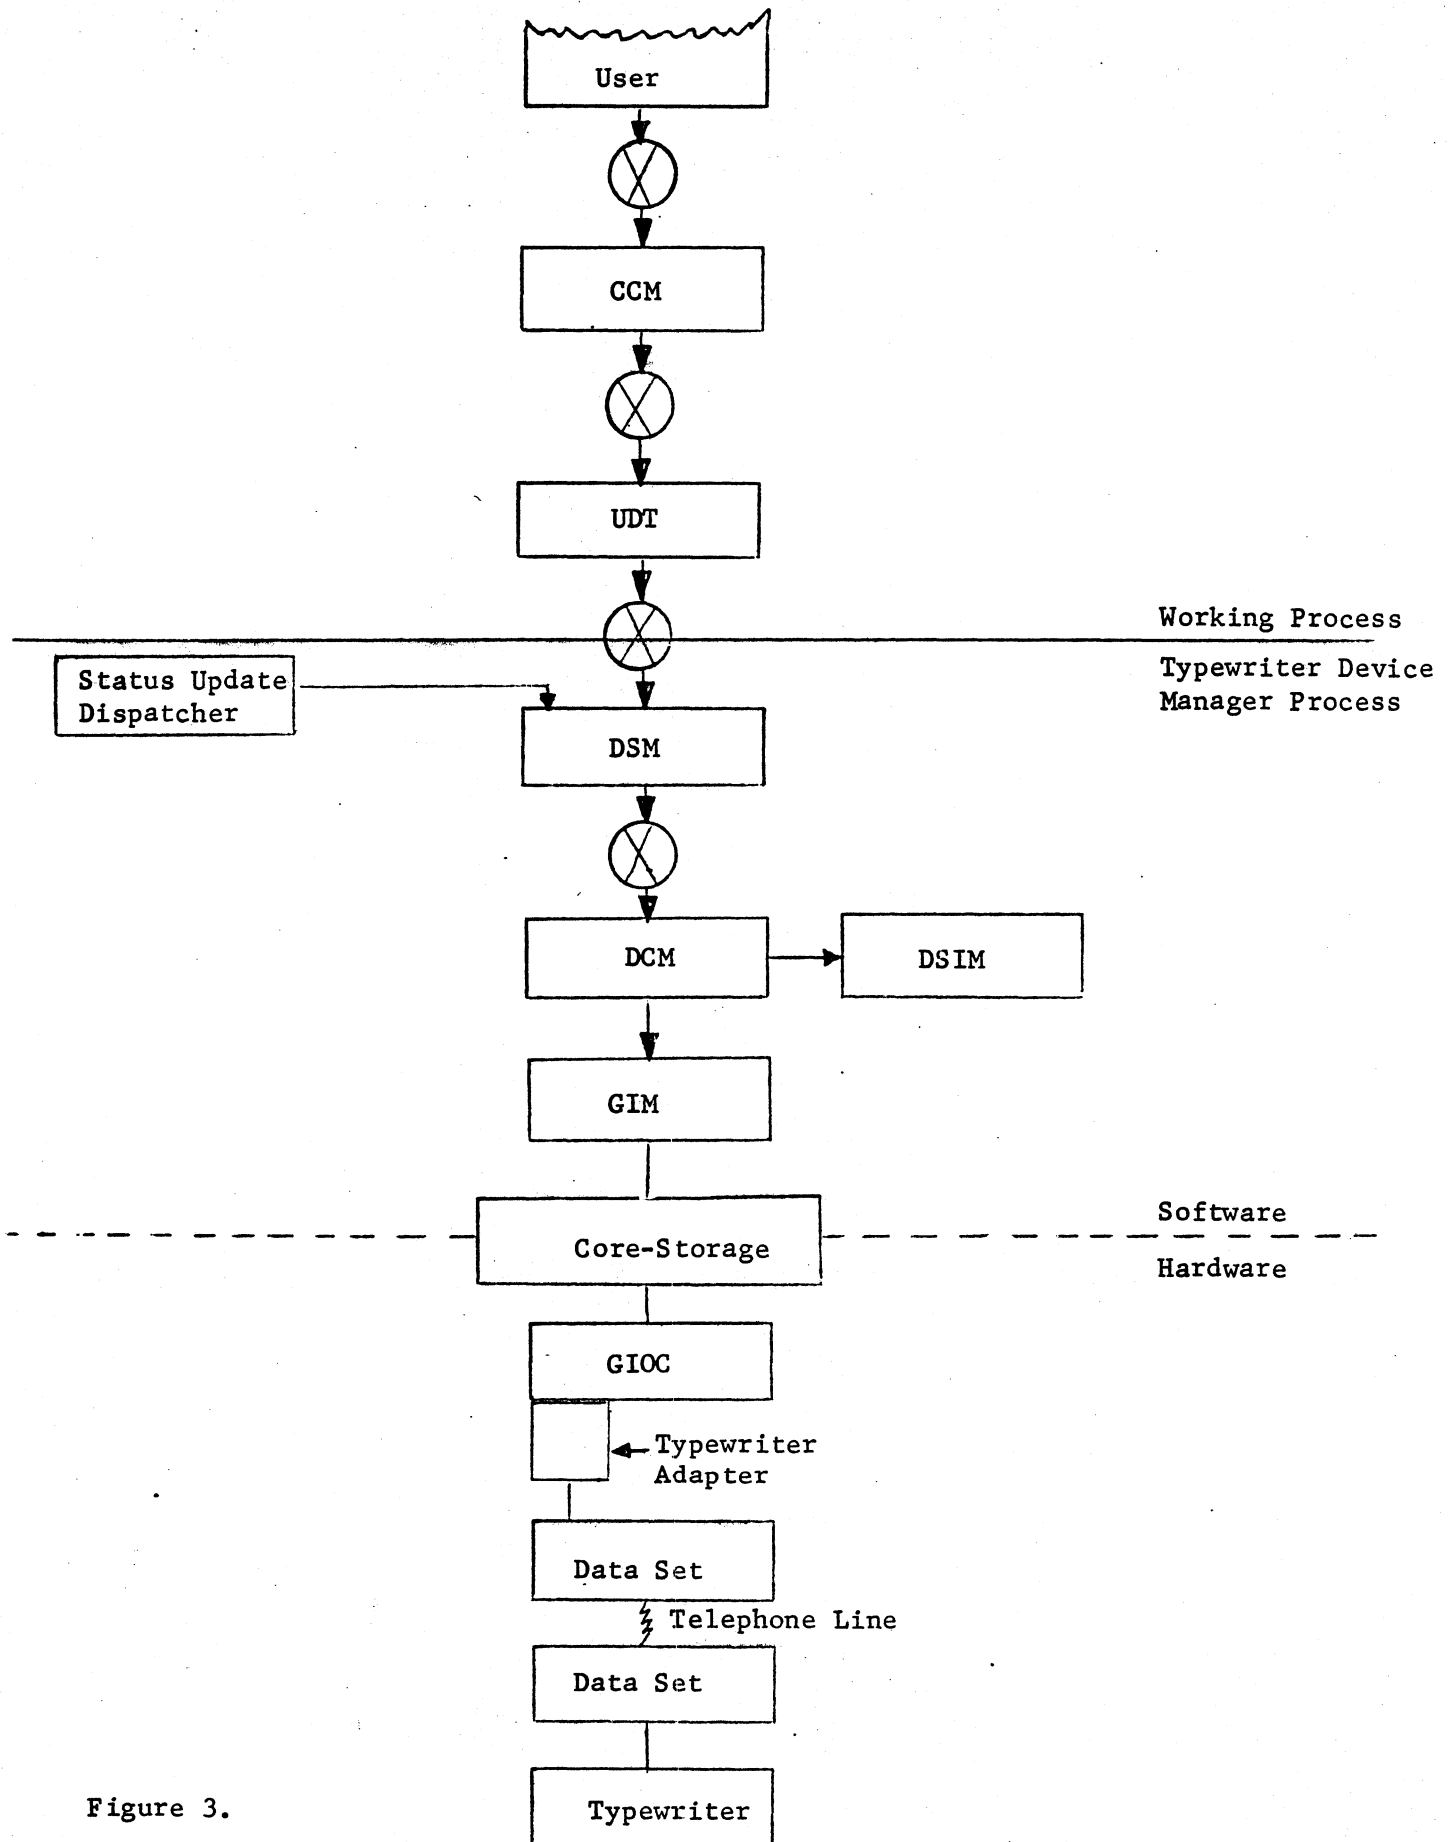 User
CCM
UDT
Working Process
Typewriter Device
Manager Process
Status Update
Dispatcher
DSM
DCM
DSIM
GIM
Software
Core-Storage
Hardware
GIOC
Typewriter
Adapter
Data Set
Telephone Line
Data Set
Typewriter
Figure 3.